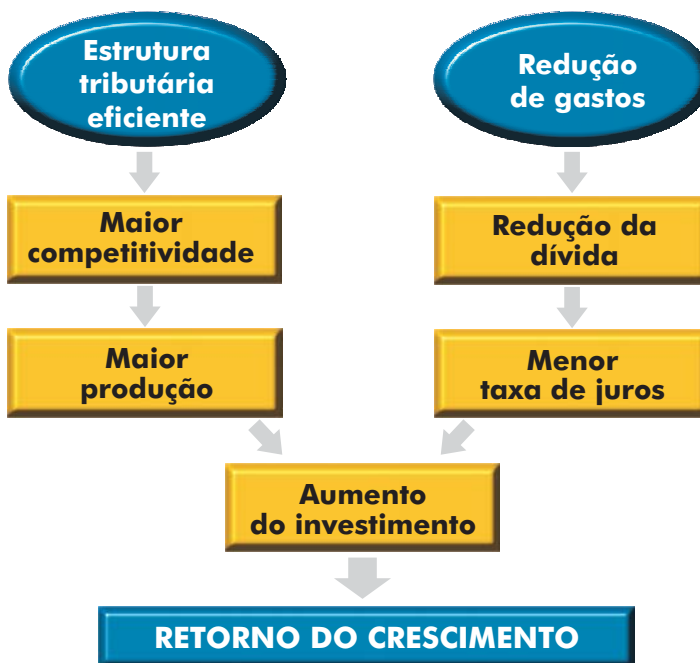 Estrutura
tributária
eficiente
Maior
competitividade
Maior
produção
Redução
de gastos
Redução da
dívida
Menor
taxa de juros
Aumento
do investimento
RETORNO DO CRESCIMENTO